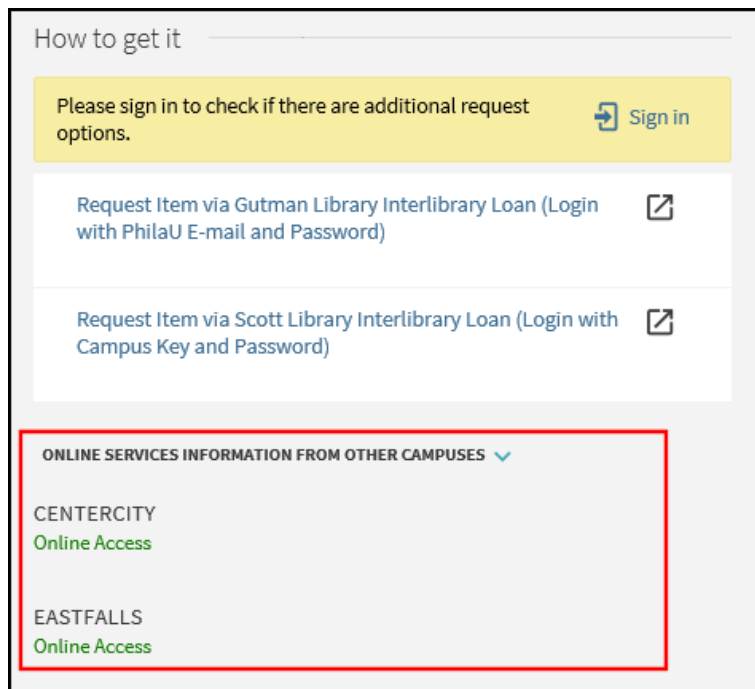 How to get it
Please sign in to check if there are additional request
options.
Sign in
Request Item via Gutman Library Interlibrary Loan (Login
with PhilaU E-mail and Password)
Request Item via Scott Library Interlibrary Loan (Login with
Campus Key and Password)
ONLINE SERVICES INFORMATION FROM OTHER CAMPUSES
CENTERCITY
Online Access
EASTFALLS
Online Access